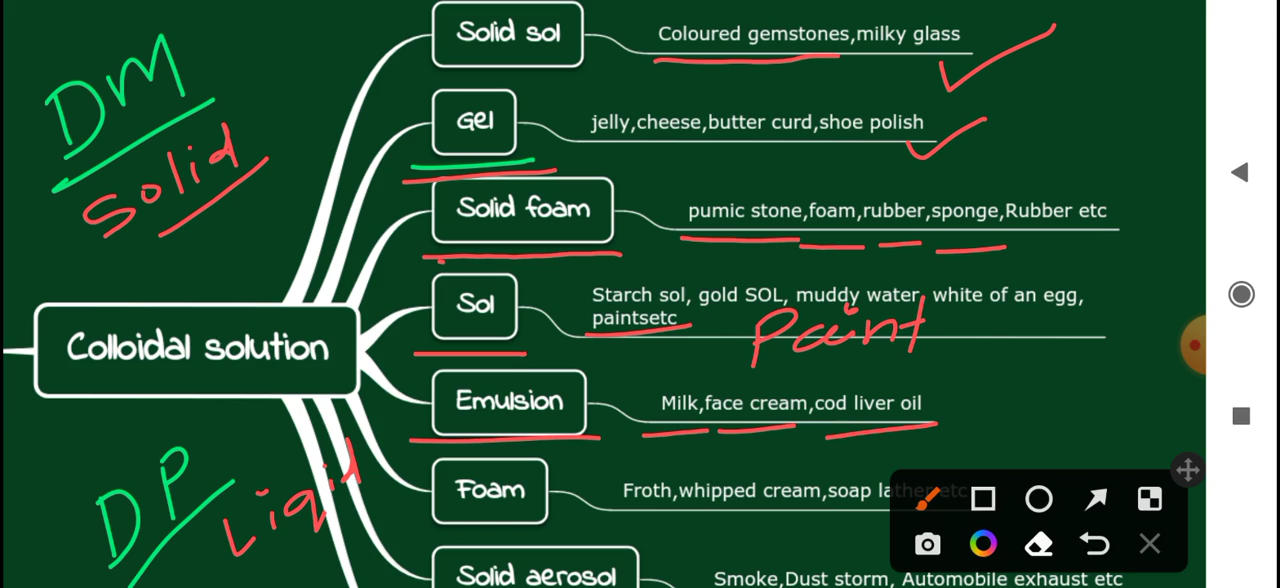 DM
Solid
Solid sol
Coloured gemstones,milky glass
Gel
jelly,cheese,butter curd,shoe polish
Solid foam
pumic stone,foam,rubber,sponge,Rubber etc
Colloidal solution
Sol
Starch sol, gold SOL, muddy water, white of an egg,
paintsetc
Paint
Emulsion
Milk,face cream,cod liver oil
DP
Liqid
Foam
Froth,whipped cream,soap lather etc
Solid aerosol
Smoke,Dust storm, Automobile exhaust etc